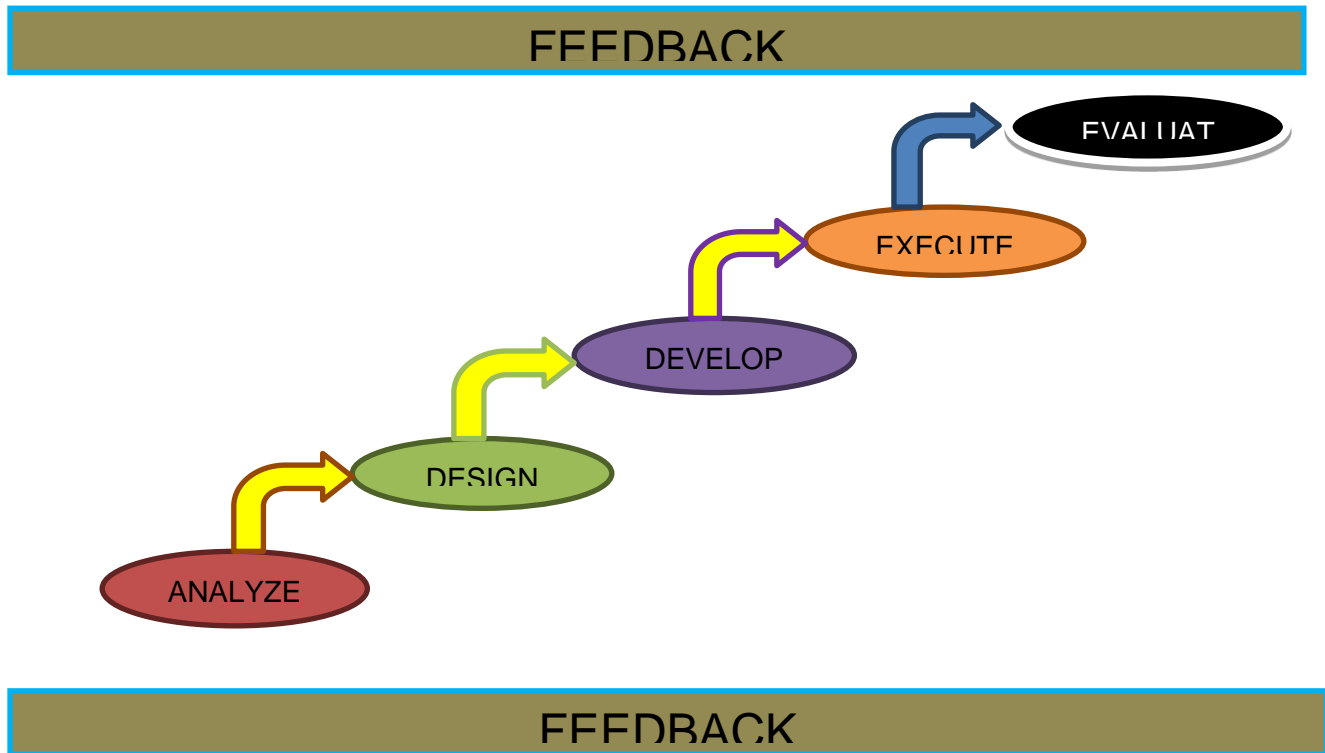 FEEDBACK
EVALUAT
EXECUTE
DEVELOP
DESIGN
ANALYZE
FEEDBACK